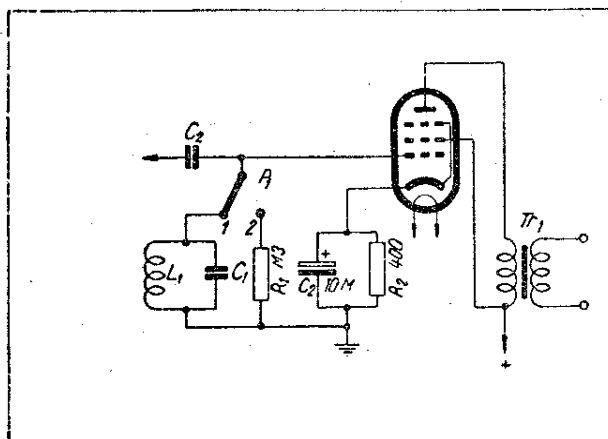 C₂
1
2
L₁
C₁
R₁ M3
+
C₂ 10M
R₂ 400
Tr₁
+